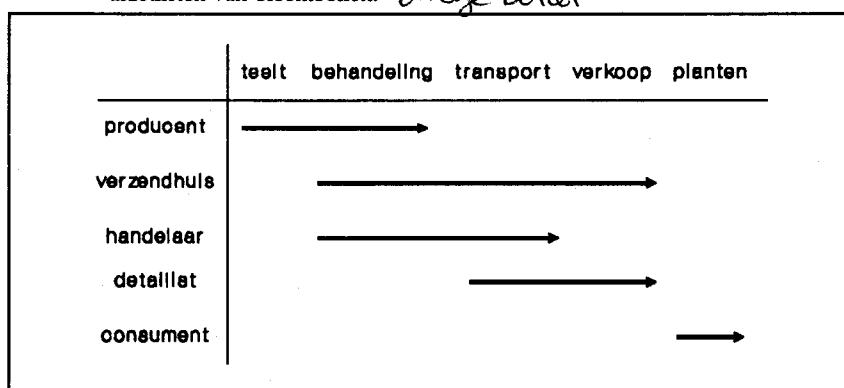 teelt behandeling transport verkoop planten
producent
verzendhuis
handelaar
detaillist
consument